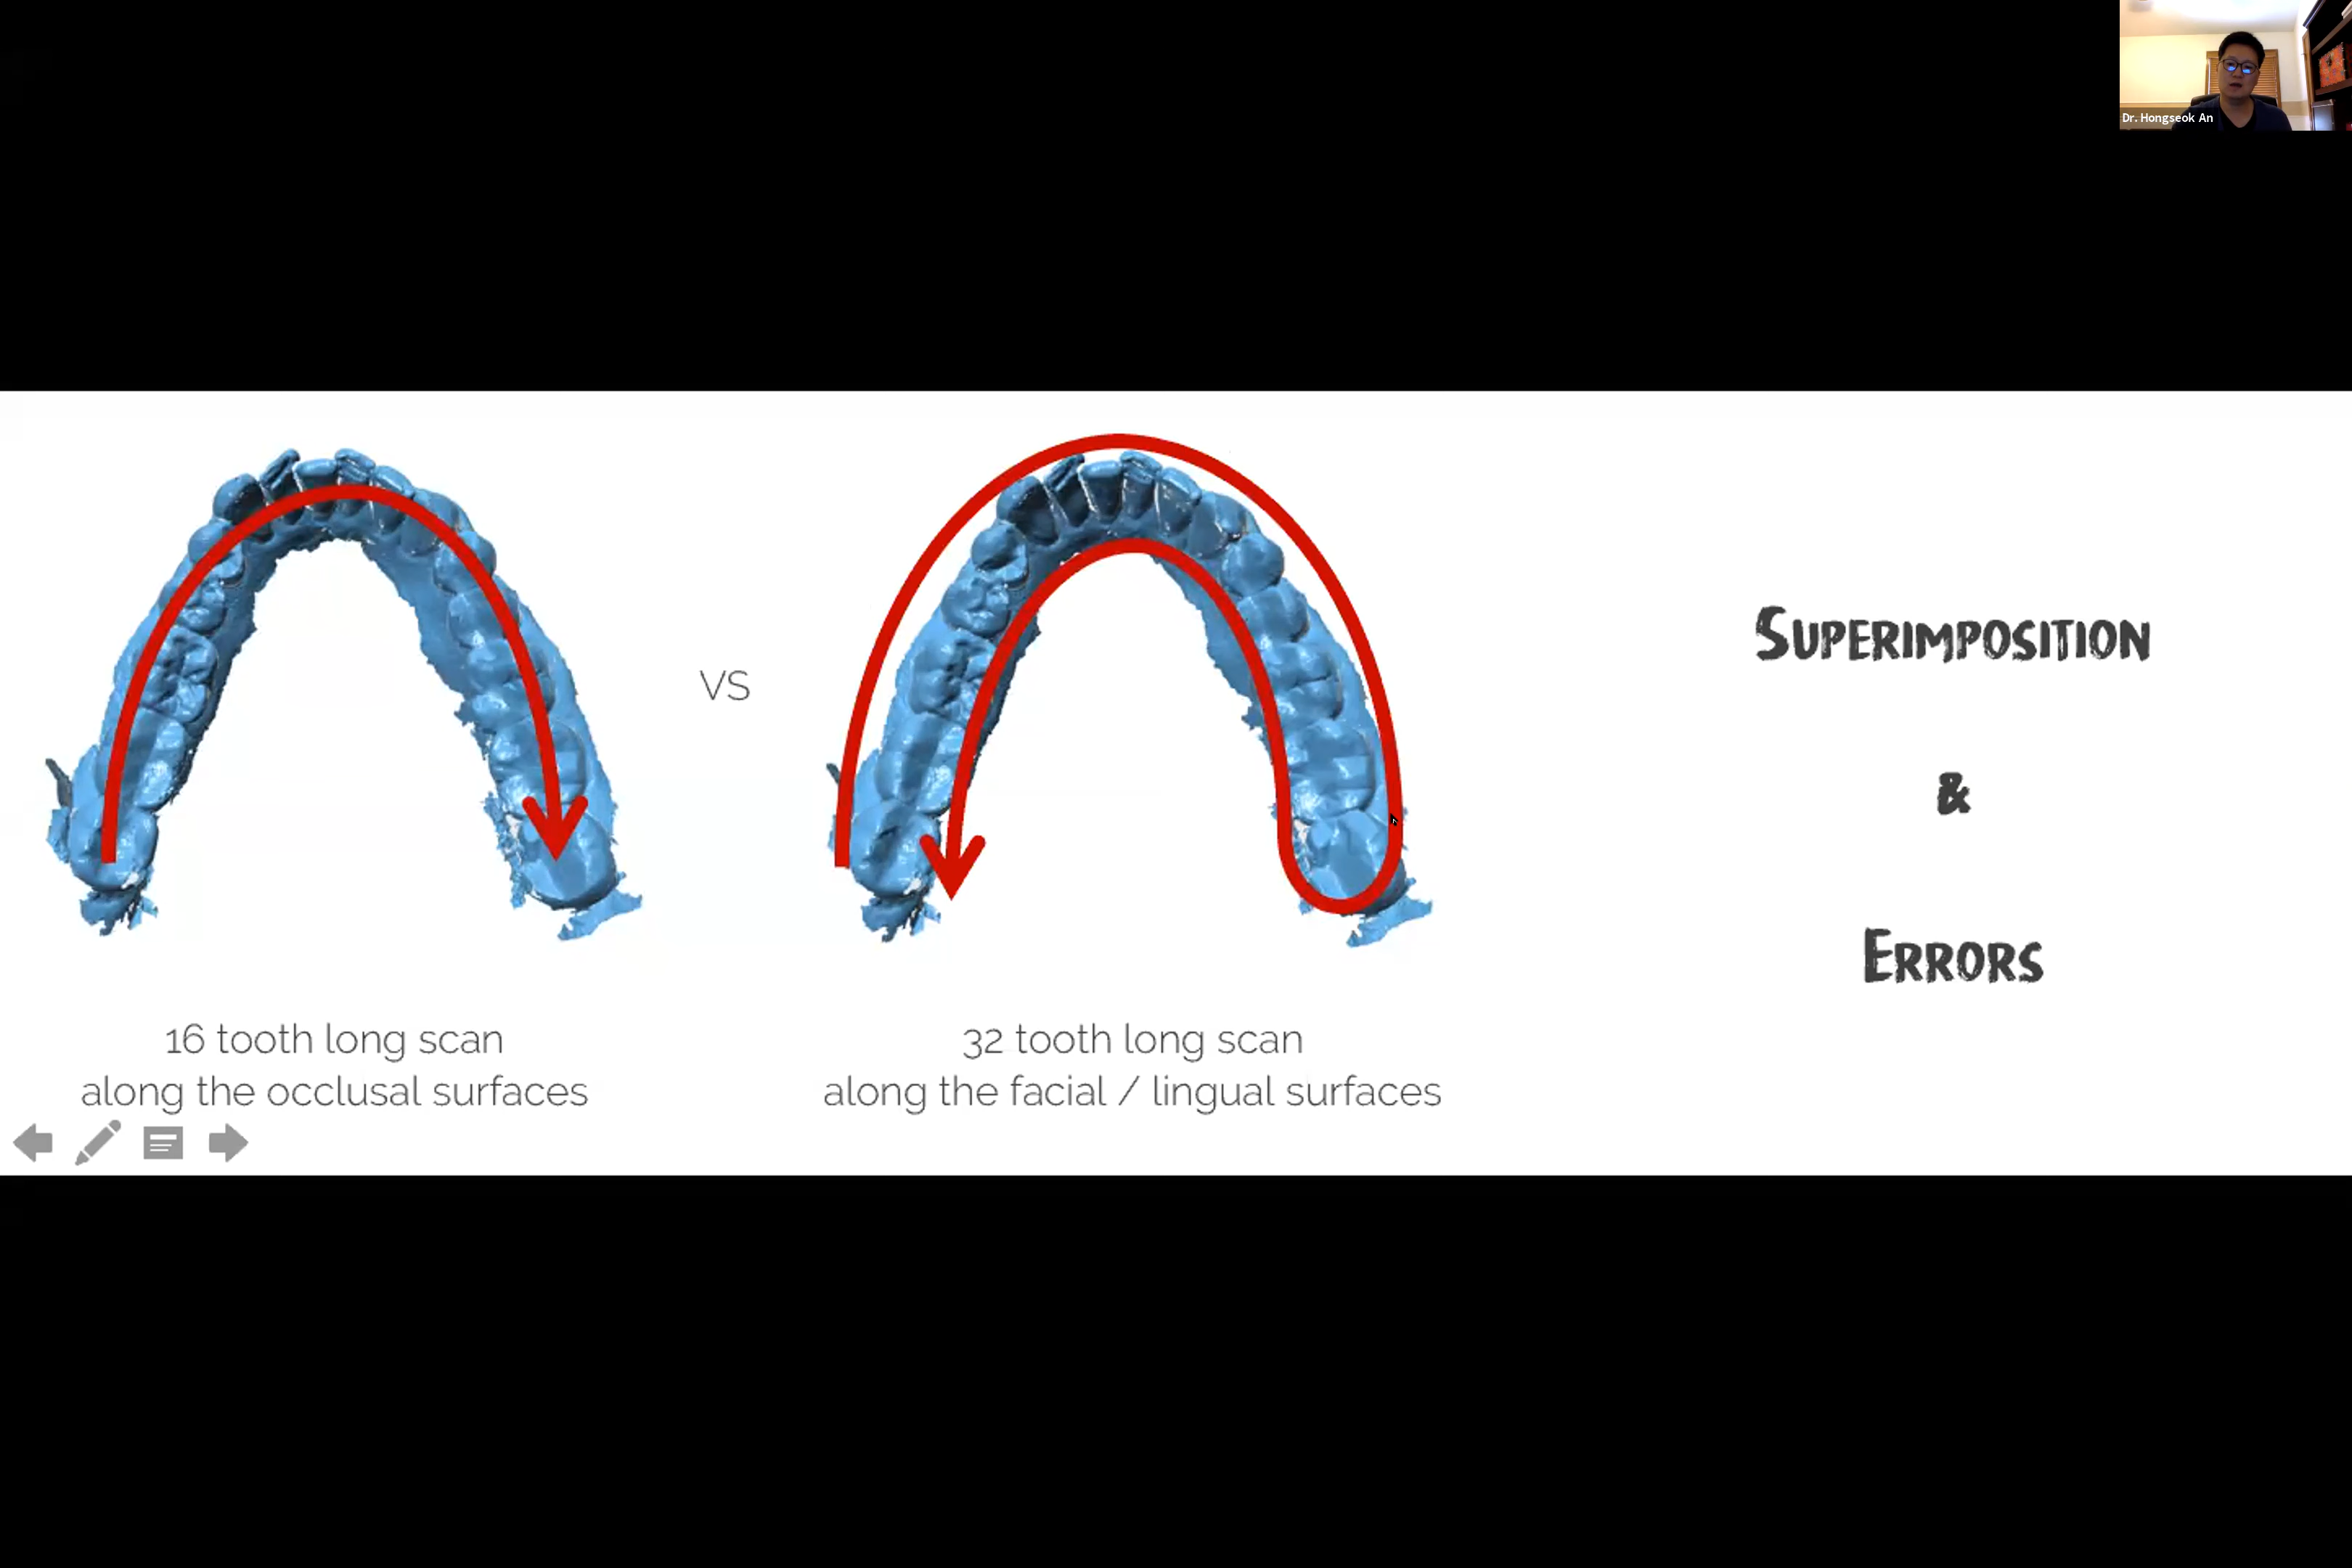 Dr. Hongseok An
VS
16 tooth long scan
along the occlusal surfaces
32 tooth long scan
along the facial / lingual surfaces
Superimposition
&
Errors